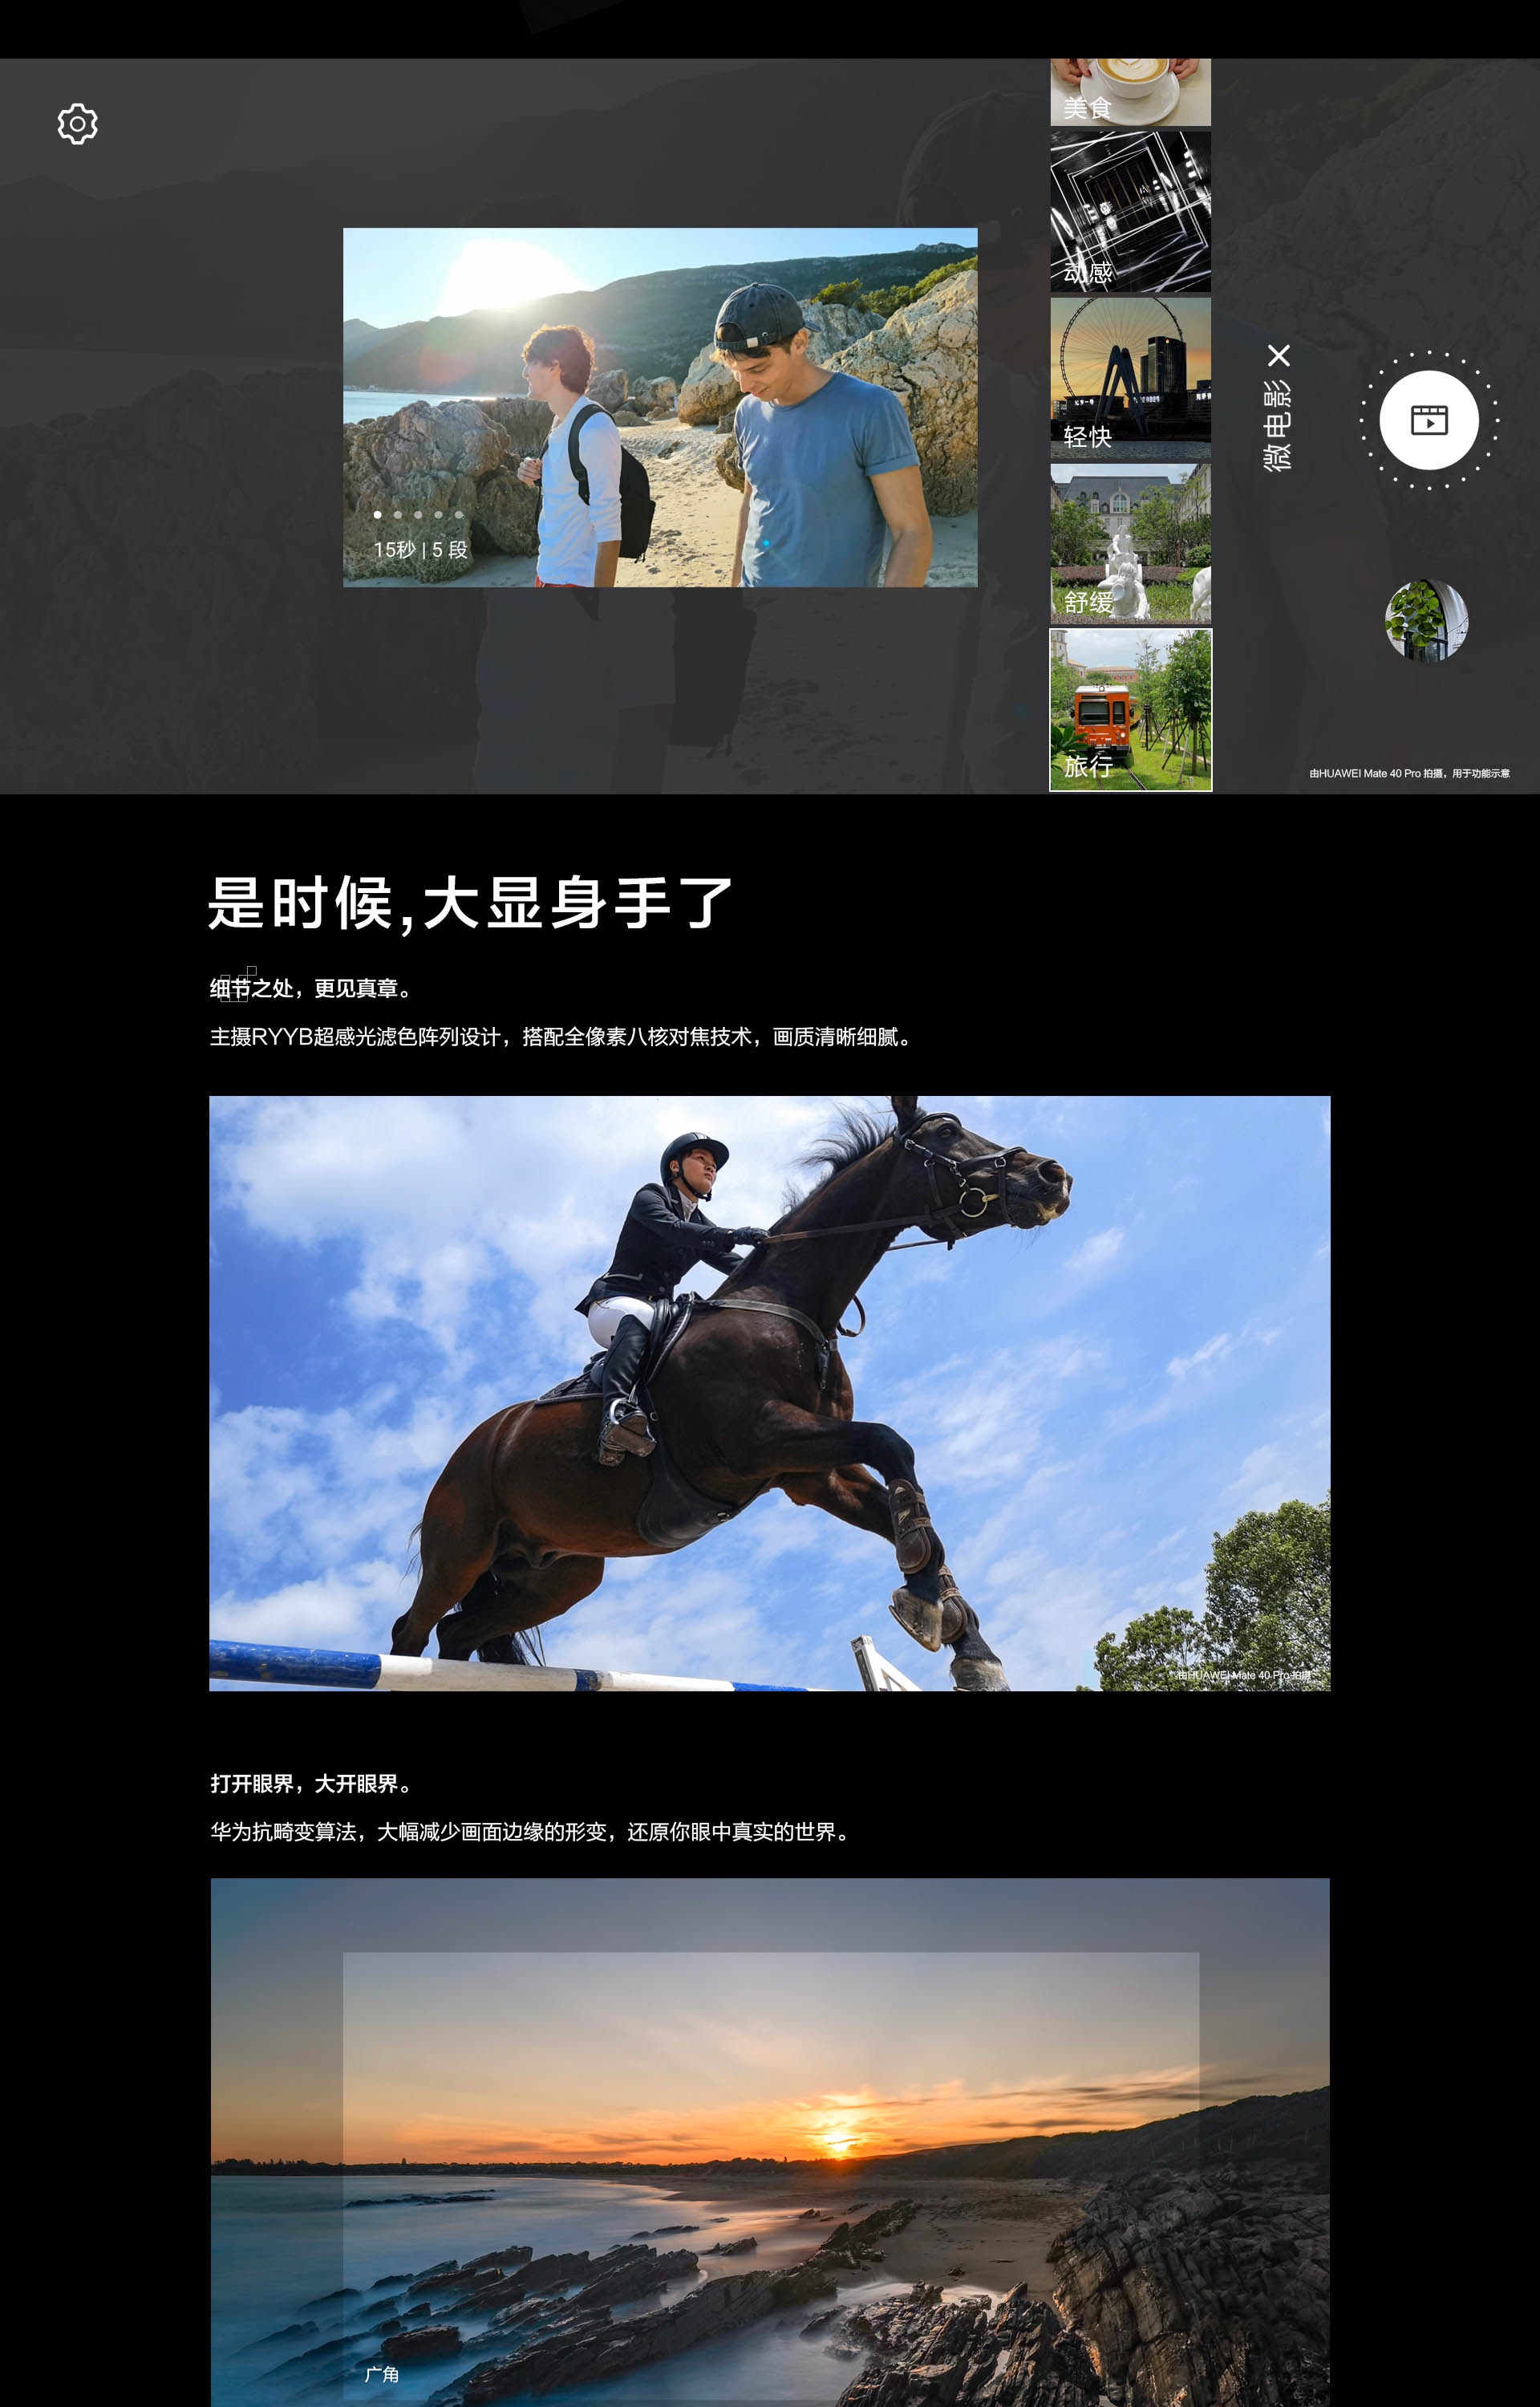 美食
动感
轻快
微电影
15秒 | 5 段
舒缓
旅行
由HUAWEI Mate 40 Pro 拍摄，用于功能示意
是时候,大显身手了
细节之处，更见真章。
主摄RYYB超感光滤色阵列设计，搭配全像素八核对焦技术，画质清晰细腻。
*由HUAWEI Mate 40 Pro 拍摄
打开眼界，大开眼界。
华为抗畸变算法，大幅减少画面边缘的形变，还原你眼中真实的世界。
广角